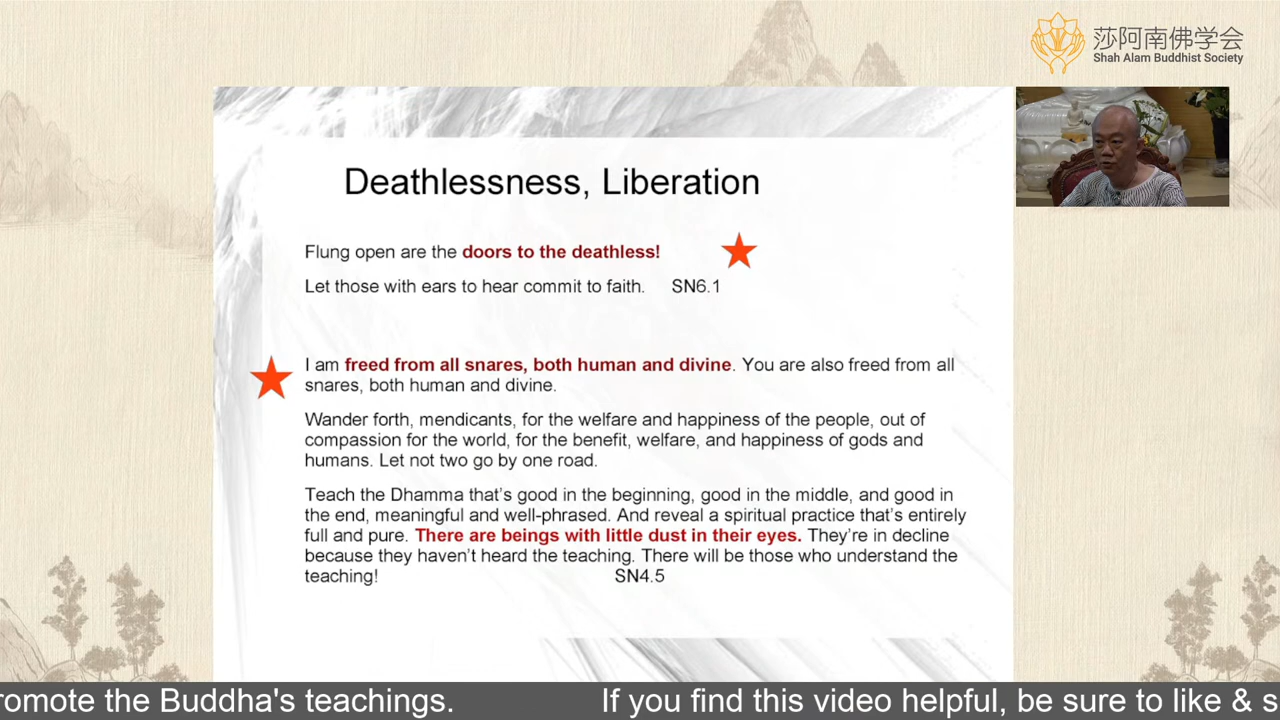 莎阿南佛学会
Shah Alam Buddhist Society
Deathlessness, Liberation
Flung open are the doors to the deathless!
Let those with ears to hear commit to faith. SN6.1
I am freed from all snares, both human and divine. You are also freed from all
snares, both human and divine.
Wander forth, mendicants, for the welfare and happiness of the people, out of
compassion for the world, for the benefit, welfare, and happiness of gods and
humans. Let not two go by one road.
Teach the Dhamma that's good in the beginning, good in the middle, and good in
the end, meaningful and well-phrased. And reveal a spiritual practice that's entirely
full and pure. There are beings with little dust in their eyes. They're in decline
because they haven't heard the teaching. There will be those who understand the
teaching! SN4.5
romote the Buddha's teachings. If you find this video helpful, be sure to like & s